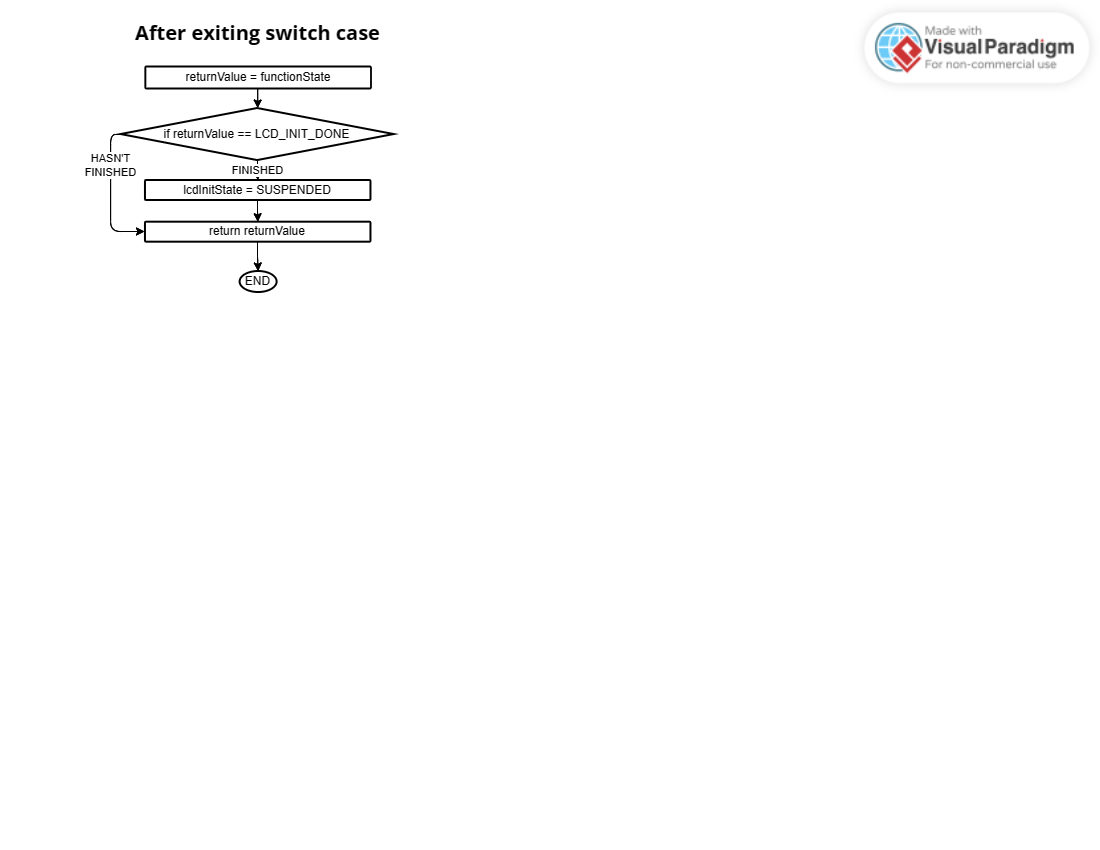 After exiting switch case
Made with
Visual Paradigm
For non-commercial use
returnValue = functionState
if returnValue == LCD_INIT_DONE
HASN'T
FINISHED
FINISHED
lcdInitState = SUSPENDED
return returnValue
END